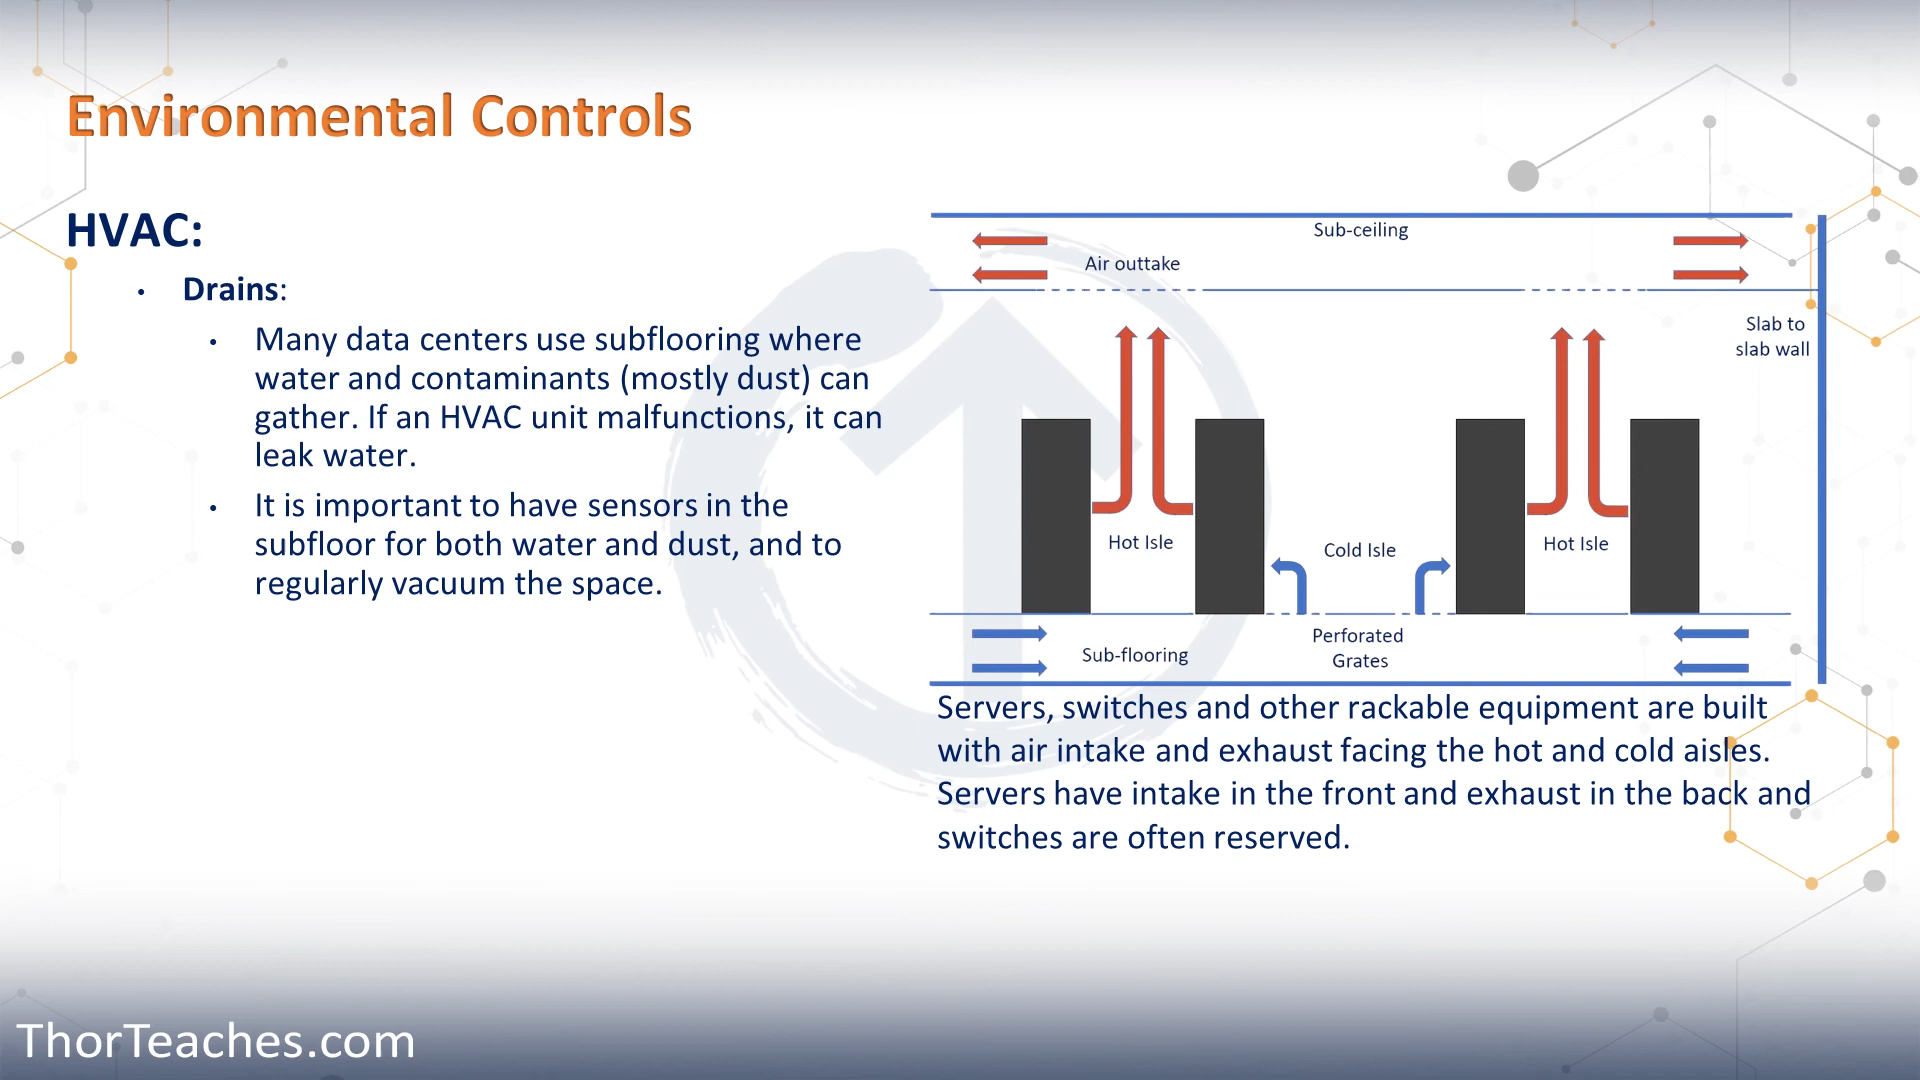 Environmental Controls
HVAC:
• Drains:
• Many data centers use subflooring where
water and contaminants (mostly dust) can
gather. If an HVAC unit malfunctions, it can
leak water.
• It is important to have sensors in the
subfloor for both water and dust, and to
regularly vacuum the space.
Sub-ceiling
Air outtake
Slab to
slab wall
Hot Isle
Cold Isle
Hot Isle
Perforated
Grates
Sub-flooring
Servers, switches and other rackable equipment are built
with air intake and exhaust facing the hot and cold aisles.
Servers have intake in the front and exhaust in the back and
switches are often reserved.
ThorTeaches.com